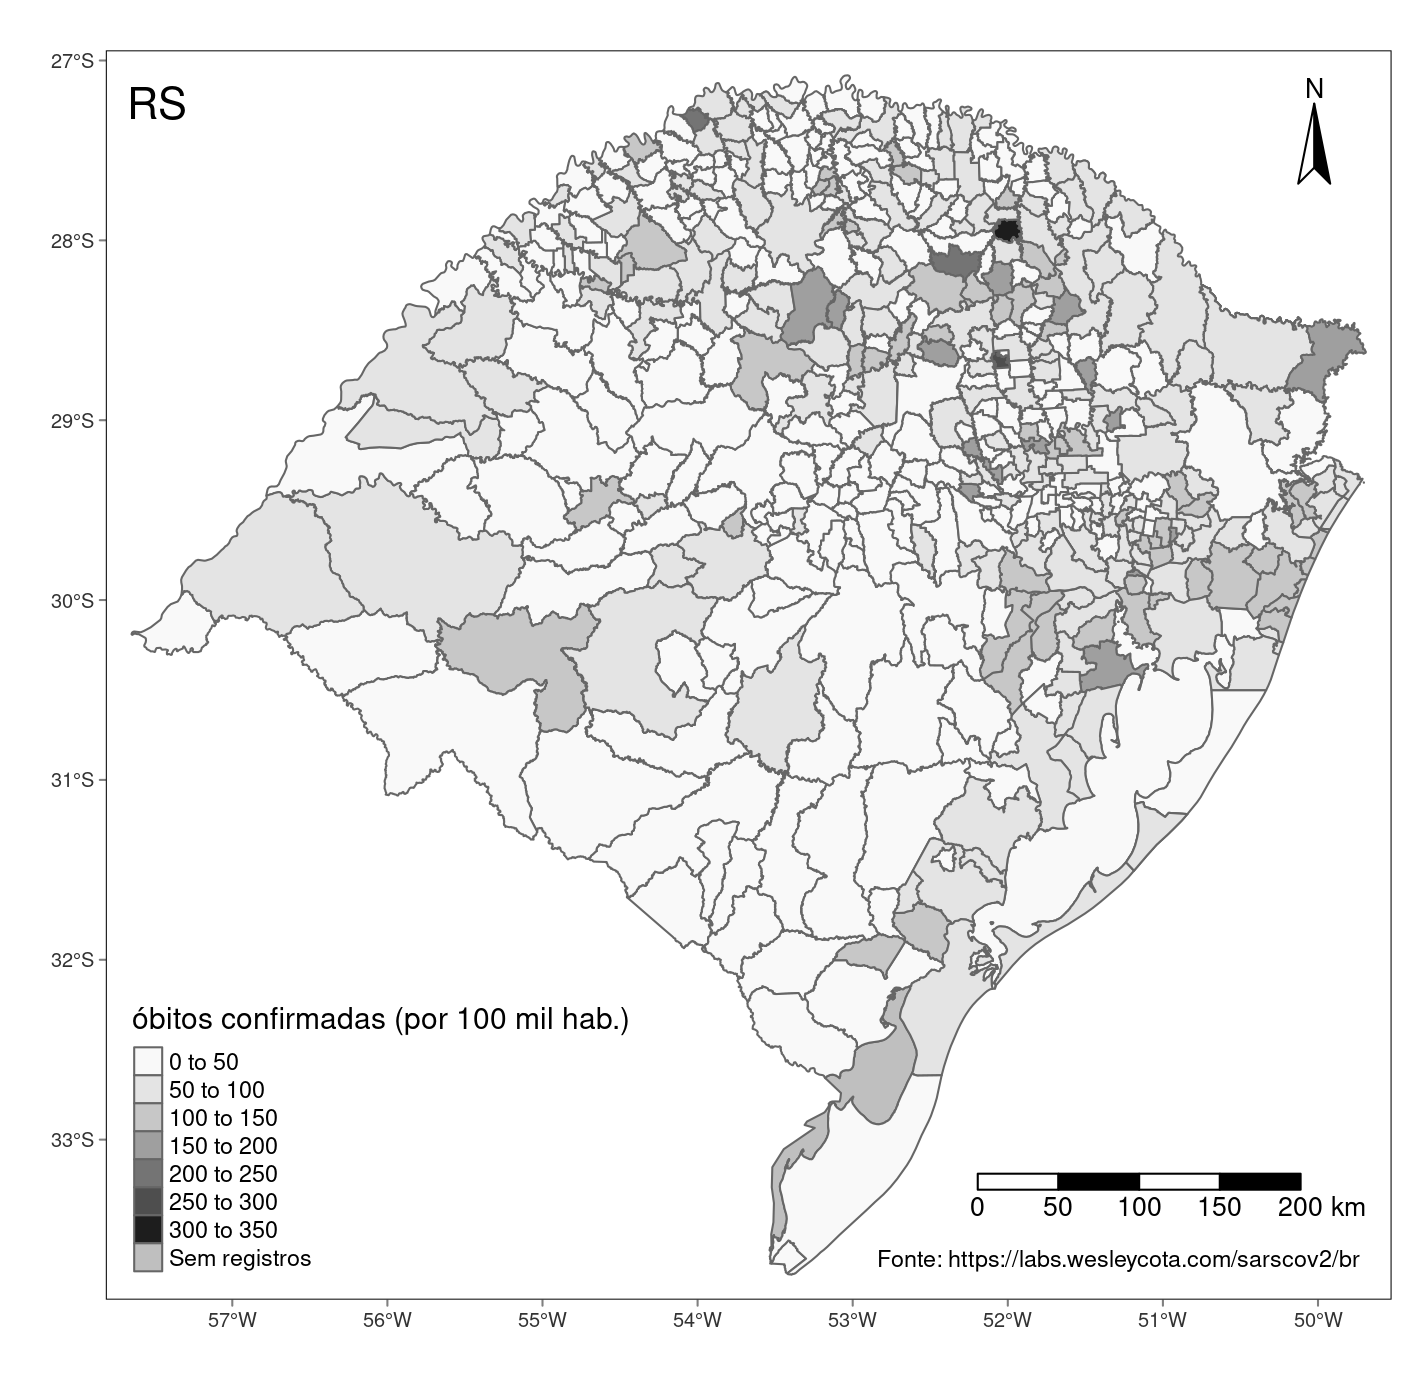 27°S
RS
N
28°S
29°S
30°S
31°S
32°S
33°S
óbitos confirmadas (por 100 mil hab.)
0 to 50
50 to 100
100 to 150
150 to 200
200 to 250
250 to 300
300 to 350
Sem registros
0 50 100 150 200 km
Fonte: https://labs.wesleycota.com/sarscov2/br
57°W 56°W 55°W 54°W 53°W 52°W 51°W 50°W